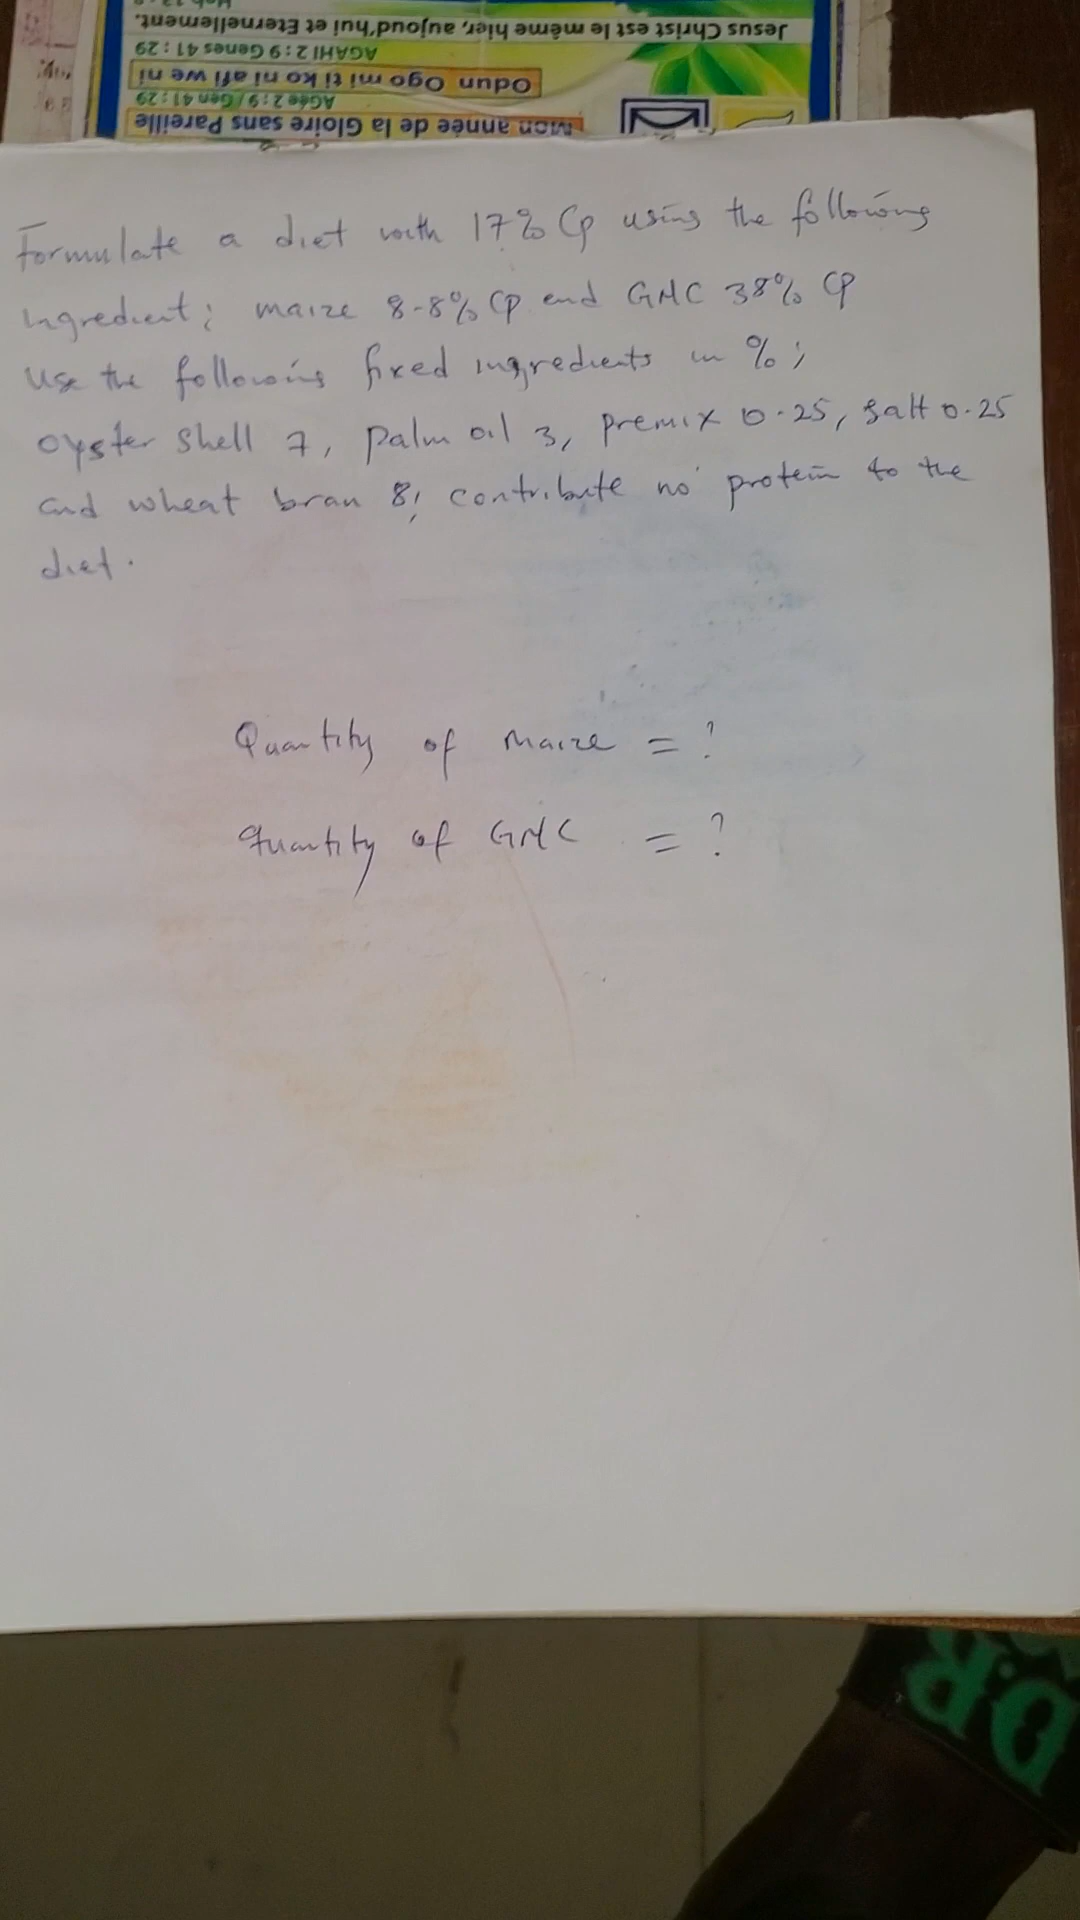 Heb 13 : 8
Jesus Christ est le même hier, aujoud'hui et Eternellement.
AGAHI 2 : 9 Genes 41 : 29
Odun Ogo mi ti ko ni afi we ni
Agée 2 : 9 / Gen 41 : 29
Mon année de la Gloire sans Pareille
Formulate a diet with 17% Cp using the following
Ingredient; maize 8.8% Cp and GNC 38% CP
Use the following fixed ingredients in %;
Oyster shell 7, palm oil 3, premix 0.25, salt 0.25
and wheat bran 8; contribute no protein to the
diet.
Quantity of maize = ?
Quantity of GNC = ?
D.R